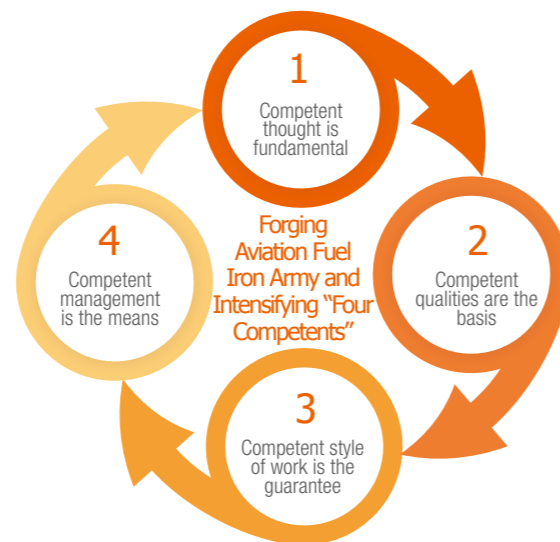 1
Competent
thought is
fundamental
Forging
Aviation Fuel
Iron Army and
Intensifying “Four
Competents”
2
Competent
qualities are the
basis
3
Competent style
of work is the
guarantee
4
Competent
management
is the means